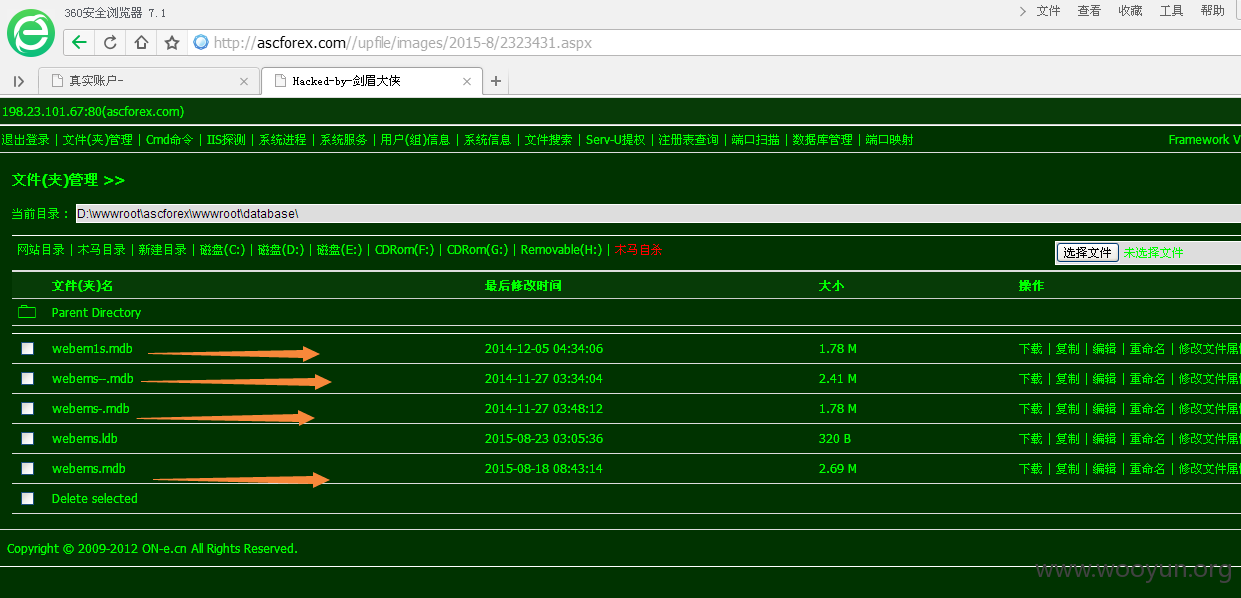 360安全浏览器 7.1
文件 查看 收藏 工具 帮助
http://ascforex.com//upfile/images/2015-8/2323431.aspx
真实账户-
Hacked-by-剑眉大侠
198.23.101.67:80(ascforex.com)
退出登录 | 文件(夹)管理 | Cmd命令 | IIS探测 | 系统进程 | 系统服务 | 用户(组)信息 | 系统信息 | 文件搜索 | Serv-U提权 | 注册表查询 | 端口扫描 | 数据库管理 | 端口映射 Framework V
文件(夹)管理 >>
当前目录： D:\wwwroot\ascforex\wwwroot\database\
网站目录 | 木马目录 | 新建目录 | 磁盘(C:) | 磁盘(D:) | 磁盘(E:) | CDRom(F:) | CDRom(G:) | Removable(H:) | 木马自杀 选择文件 未选择文件
文件(夹)名 最后修改时间 大小 操作
Parent Directory
webem1s.mdb 2014-12-05 04:34:06 1.78 M 下载 | 复制 | 编辑 | 重命名 | 修改文件属
webems--.mdb 2014-11-27 03:34:04 2.41 M 下载 | 复制 | 编辑 | 重命名 | 修改文件属
webems-.mdb 2014-11-27 03:48:12 1.78 M 下载 | 复制 | 编辑 | 重命名 | 修改文件属
webems.ldb 2015-08-23 03:05:36 320 B 下载 | 复制 | 编辑 | 重命名 | 修改文件属
webems.mdb 2015-08-18 08:43:14 2.69 M 下载 | 复制 | 编辑 | 重命名 | 修改文件属
Delete selected
Copyright © 2009-2012 ON-e.cn All Rights Reserved.
www.wooyun.org